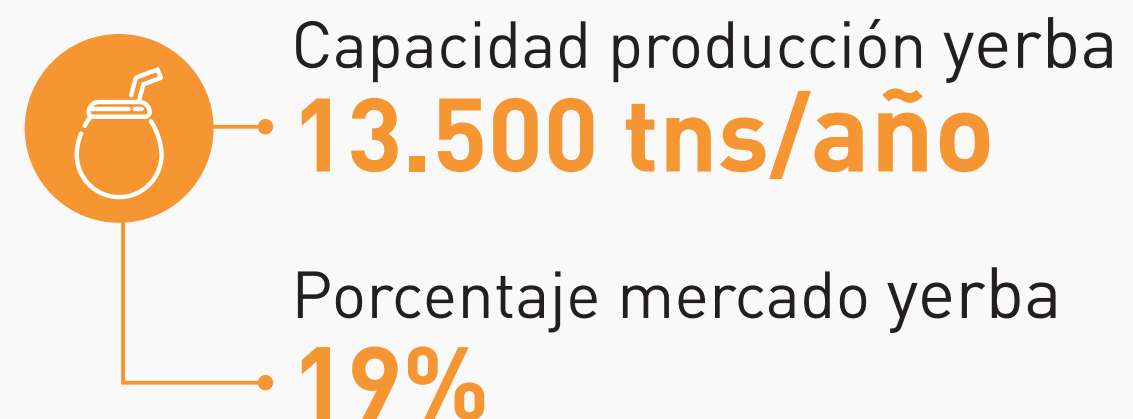 Capacidad producción yerba
13.500 tns/año
Porcentaje mercado yerba
19%